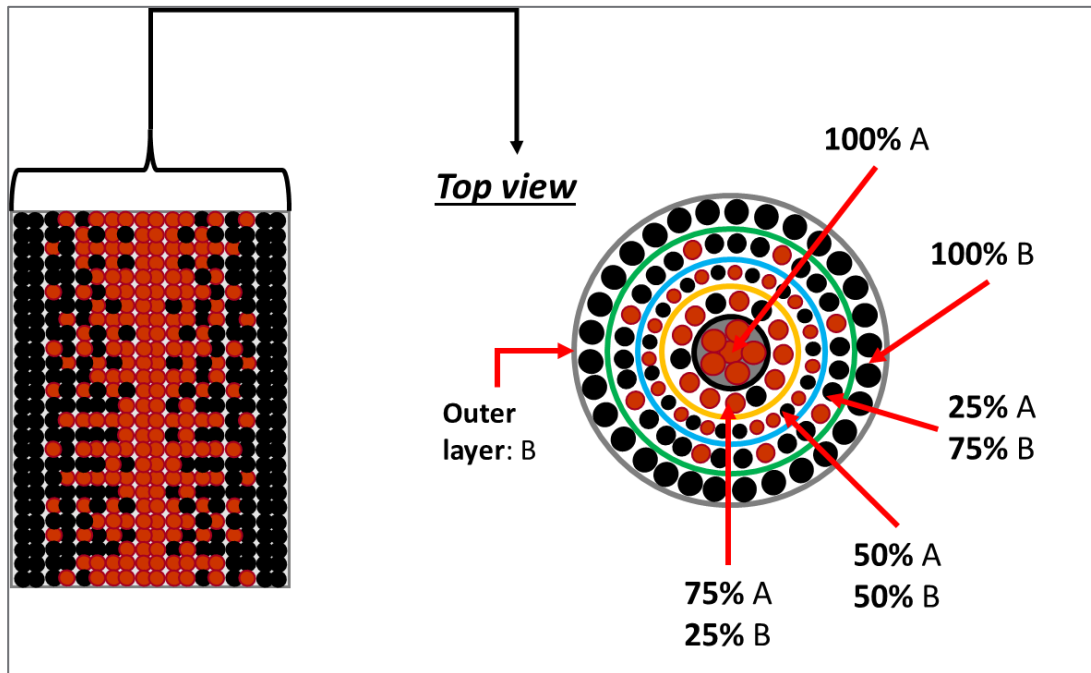 Top view
100% A
100% B
Outer
layer: B
25% A
75% B
50% A
50% B
75% A
25% B